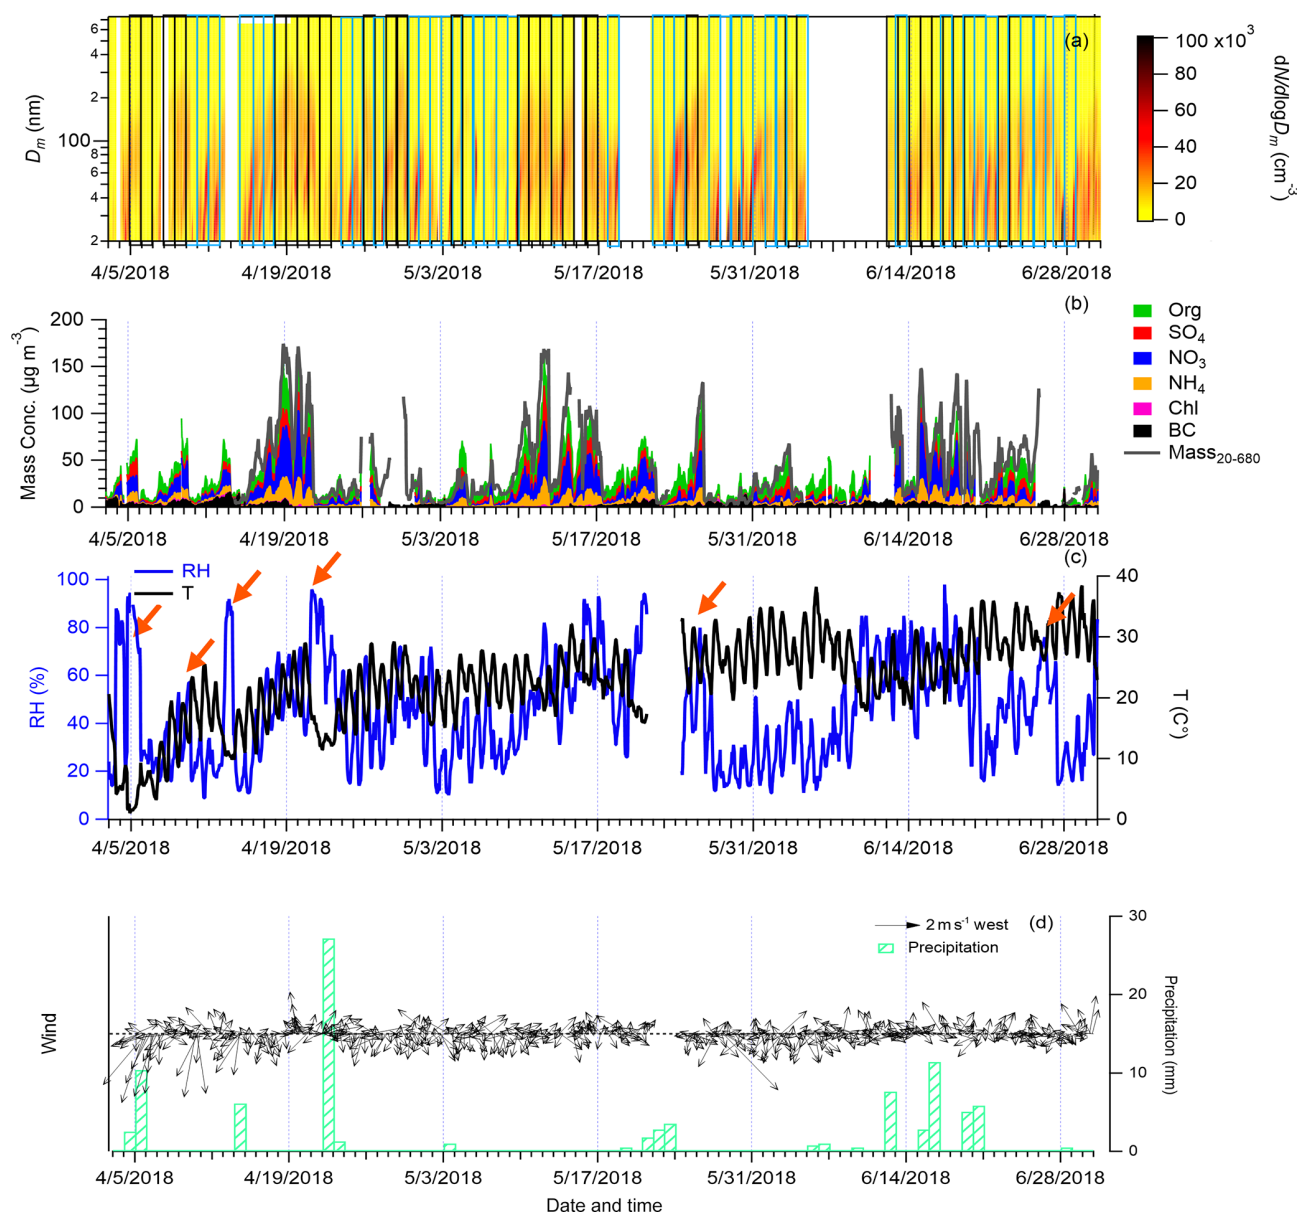 (a)
6
4
2
100
8
6
4
2
Dm (nm)
4/5/2018 4/19/2018 5/3/2018 5/17/2018 5/31/2018 6/14/2018 6/28/2018
100 x10³
80
60
40
20
0
dN/dlogDm (cm⁻³)
(b)
200
150
100
50
0
Mass Conc. (µg m⁻³)
4/5/2018 4/19/2018 5/3/2018 5/17/2018 5/31/2018 6/14/2018 6/28/2018
Org
SO₄
NO₃
NH₄
Chl
BC
Mass₂₀₋₆₈₀
(c)
RH
T
100
80
60
40
20
0
RH (%)
40
30
20
10
0
T (C°)
4/5/2018 4/19/2018 5/3/2018 5/17/2018 5/31/2018 6/14/2018 6/28/2018
2 m s⁻¹ west
(d)
Precipitation
Wind
30
20
10
0
Precipitation (mm)
4/5/2018 4/19/2018 5/3/2018 5/17/2018 5/31/2018 6/14/2018 6/28/2018
Date and time